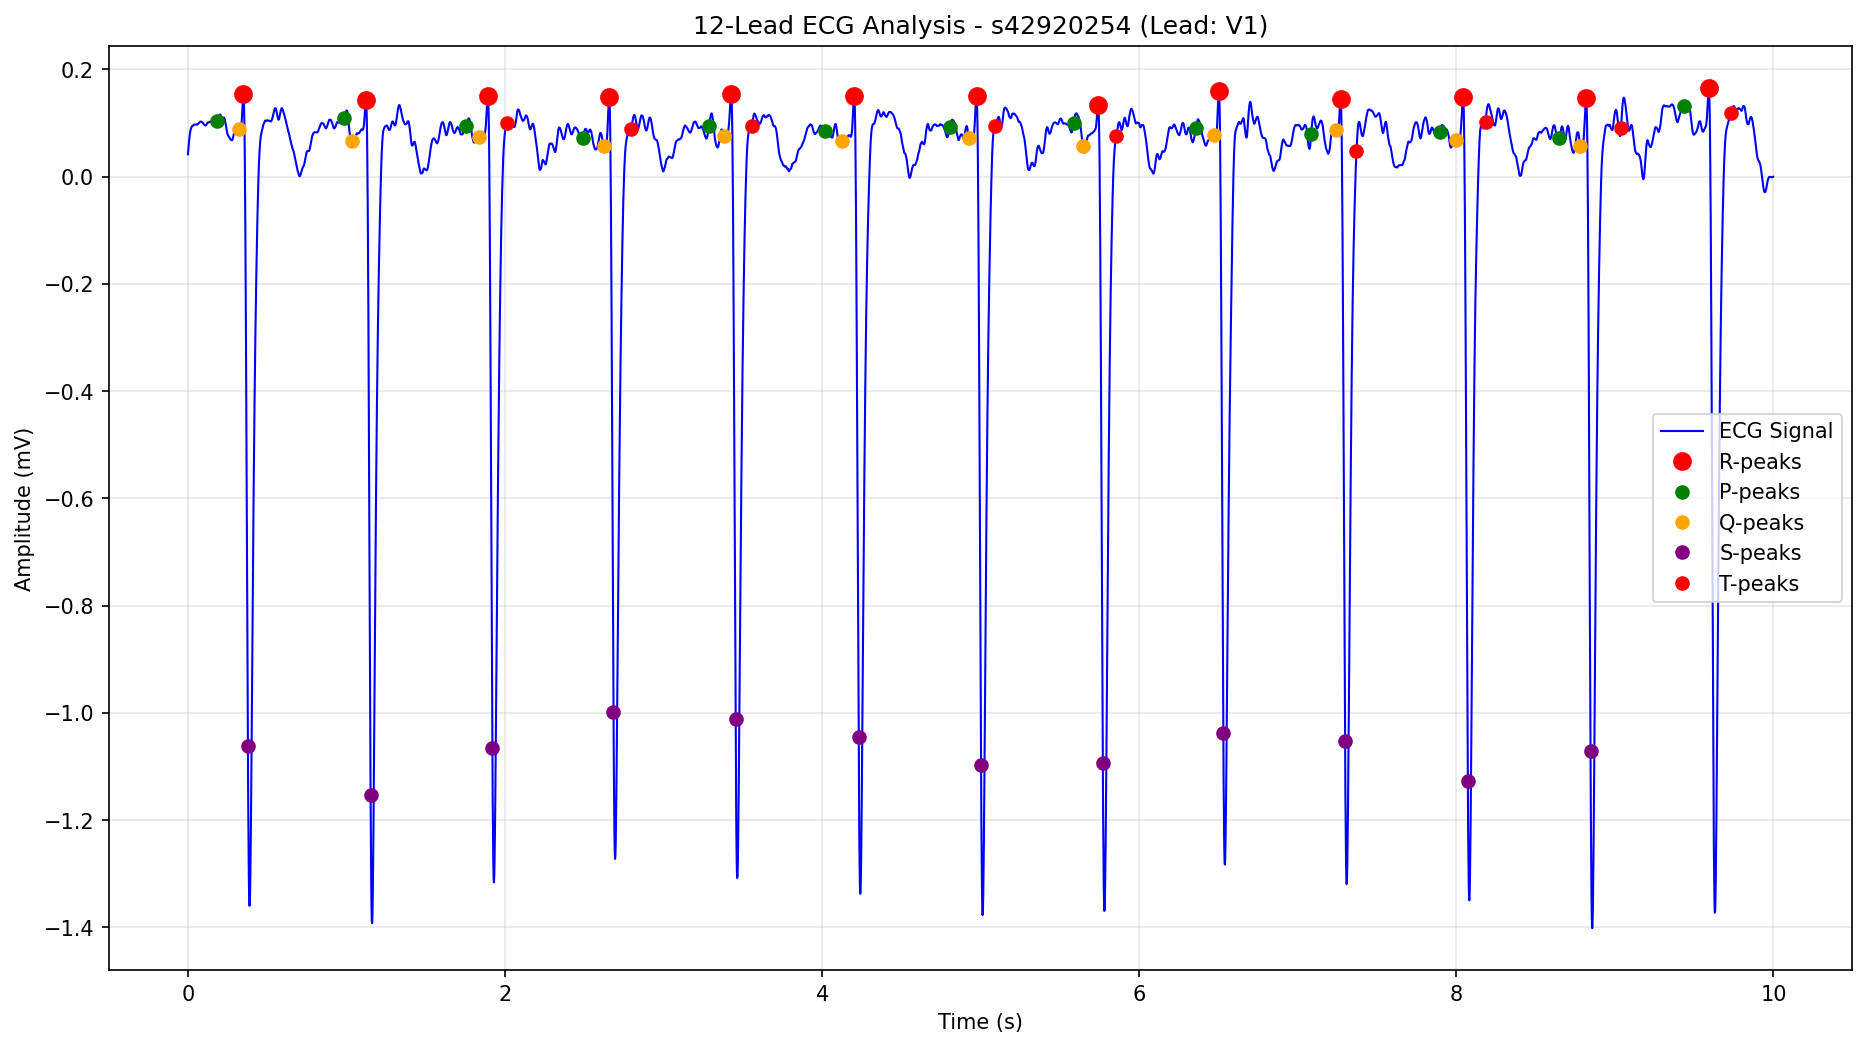 12-Lead ECG Analysis - s42920254 (Lead: V1)
0.2
0.0
−0.2
−0.4
−0.6
−0.8
−1.0
−1.2
−1.4
Amplitude (mV)
ECG Signal
R-peaks
P-peaks
Q-peaks
S-peaks
T-peaks
0 2 4 6 8 10
Time (s)